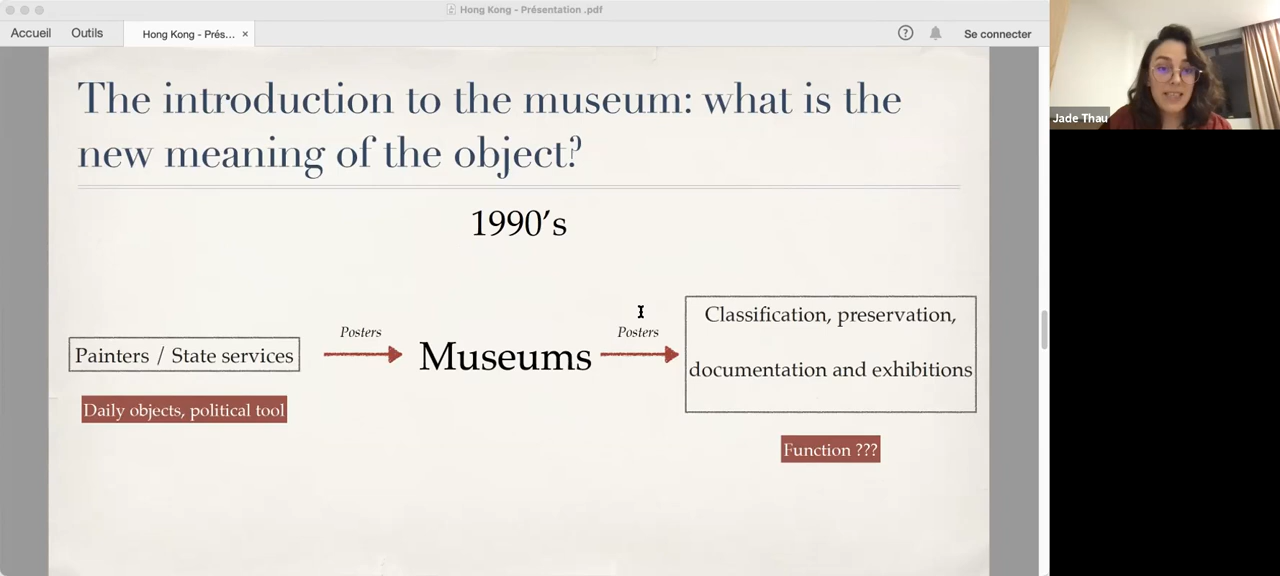 Hong Kong - Présentation .pdf
Accueil
Outils
Hong Kong - Prés...
×
?
Se connecter
The introduction to the museum: what is the
new meaning of the object?
1990's
Painters / State services
Daily objects, political tool
Posters
Museums
Posters
Classification, preservation,
documentation and exhibitions
Function ???
Jade Thau